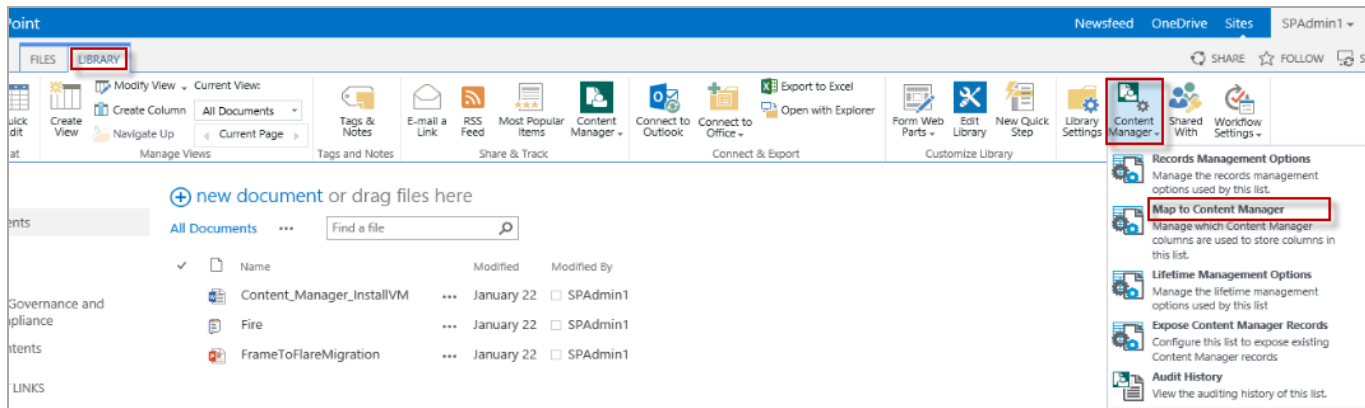 Point
Newsfeed OneDrive Sites SPAdmin1
FILES LIBRARY
SHARE FOLLOW S
Quick Edit
Create View
Modify View Current View:
Create Column All Documents
Navigate Up Current Page
Tags & Notes
E-mail a Link
RSS Feed
Most Popular Items
Content Manager
Connect to Outlook
Connect to Office
Export to Excel
Open with Explorer
Form Web Parts
Edit Library
New Quick Step
Library Settings
Content Manager
Shared With
Workflow Settings
at Manage Views Tags and Notes Share & Track Connect & Export Customize Library
new document or drag files here
All Documents ••• Find a file
Name Modified Modified By
Content_Manager_InstallVM ••• January 22 SPAdmin1
Fire ••• January 22 SPAdmin1
FrameToFlareMigration ••• January 22 SPAdmin1
ents
Governance and
pliance
ntents
LINKS
Records Management Options
Manage the records management
options used by this list.
Map to Content Manager
Manage which Content Manager
columns are used to store columns in
this list.
Lifetime Management Options
Manage the lifetime management
options used by this list
Expose Content Manager Records
Configure this list to expose existing
Content Manager records
Audit History
View the auditing history of this list.